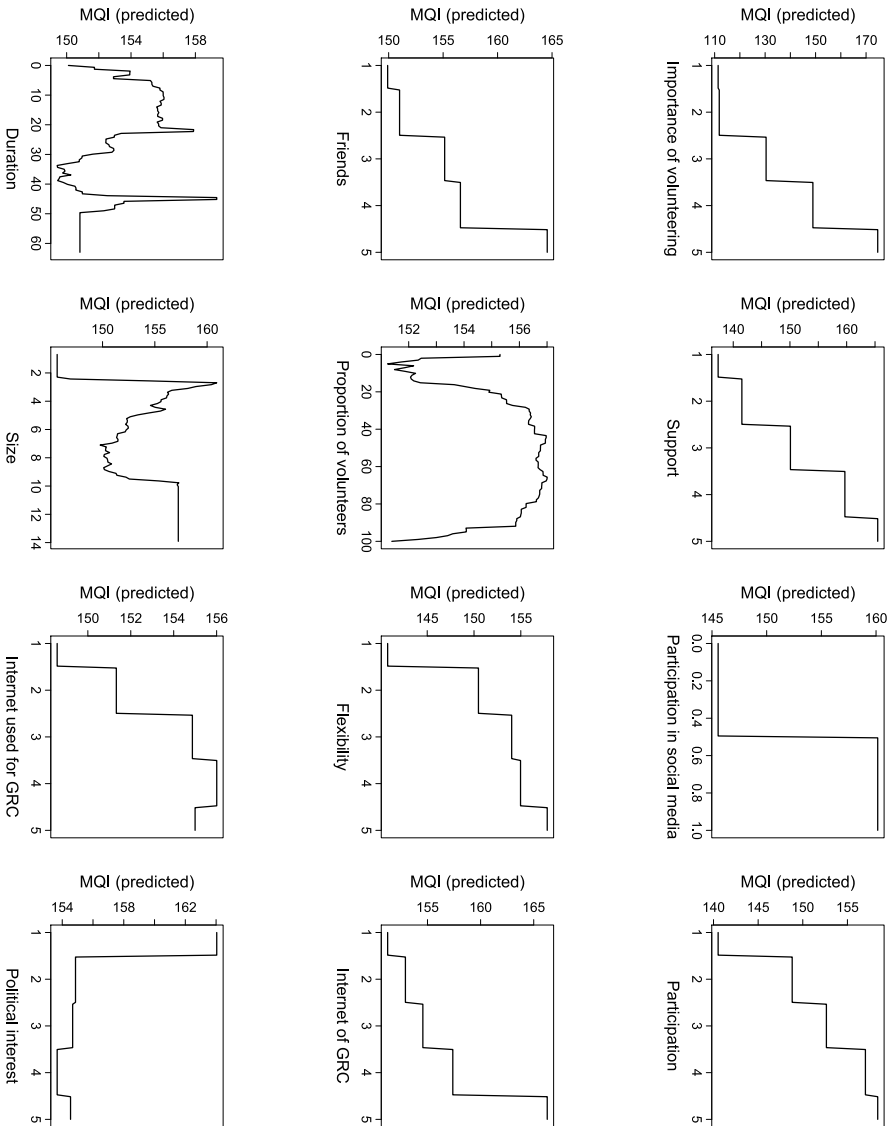 MQI (predicted)
110 130 150 170
1 2 3 4 5
Importance of volunteering
MQI (predicted)
140 150 160
1 2 3 4 5
Support
MQI (predicted)
145 150 155 160
0.0 0.2 0.4 0.6 0.8 1.0
Participation in social media
MQI (predicted)
140 145 150 155
1 2 3 4 5
Participation
MQI (predicted)
150 155 160 165
1 2 3 4 5
Friends
MQI (predicted)
152 154 156
0 20 40 60 80 100
Proportion of volunteers
MQI (predicted)
145 150 155
1 2 3 4 5
Flexibility
MQI (predicted)
155 160 165
1 2 3 4 5
Internet of GRC
MQI (predicted)
150 154 158
0 10 20 30 40 50 60
Duration
MQI (predicted)
150 155 160
2 4 6 8 10 12 14
Size
MQI (predicted)
150 152 154 156
1 2 3 4 5
Internet used for GRC
MQI (predicted)
154 158 162
1 2 3 4 5
Political interest